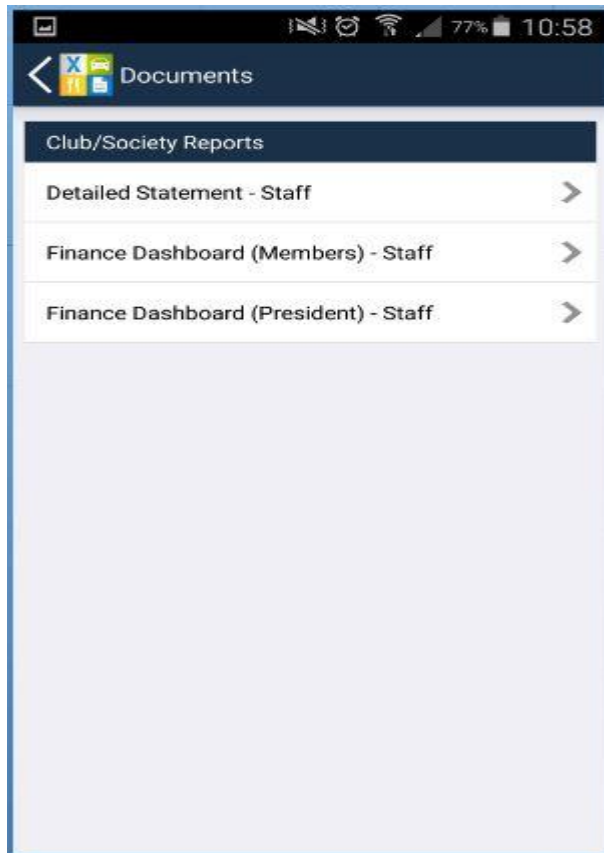 77% 10:58
X
Documents
Club/Society Reports
Detailed Statement - Staff
Finance Dashboard (Members) - Staff
Finance Dashboard (President) - Staff